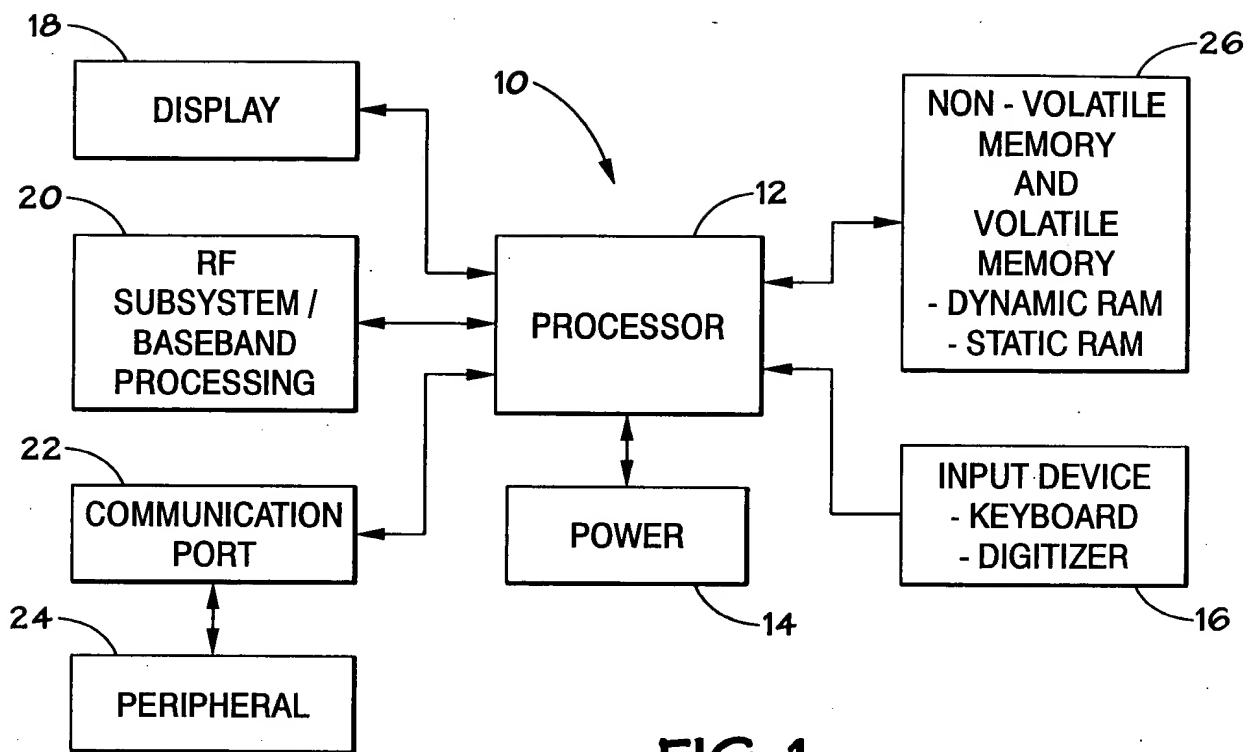 18
DISPLAY
10
26
NON - VOLATILE
MEMORY
AND
VOLATILE
MEMORY
- DYNAMIC RAM
- STATIC RAM
20
RF
SUBSYSTEM /
BASEBAND
PROCESSING
12
PROCESSOR
22
COMMUNICATION
PORT
POWER
14
INPUT DEVICE
- KEYBOARD
- DIGITIZER
16
24
PERIPHERAL